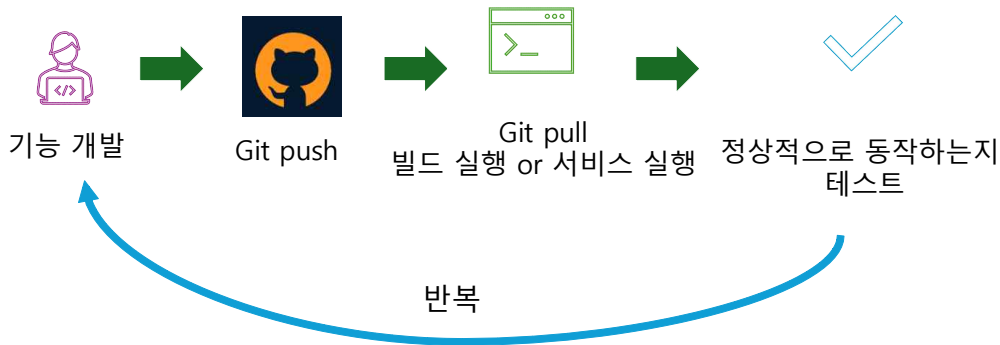 기능 개발
Git push
Git pull
빌드 실행 or 서비스 실행
정상적으로 동작하는지
테스트
반복